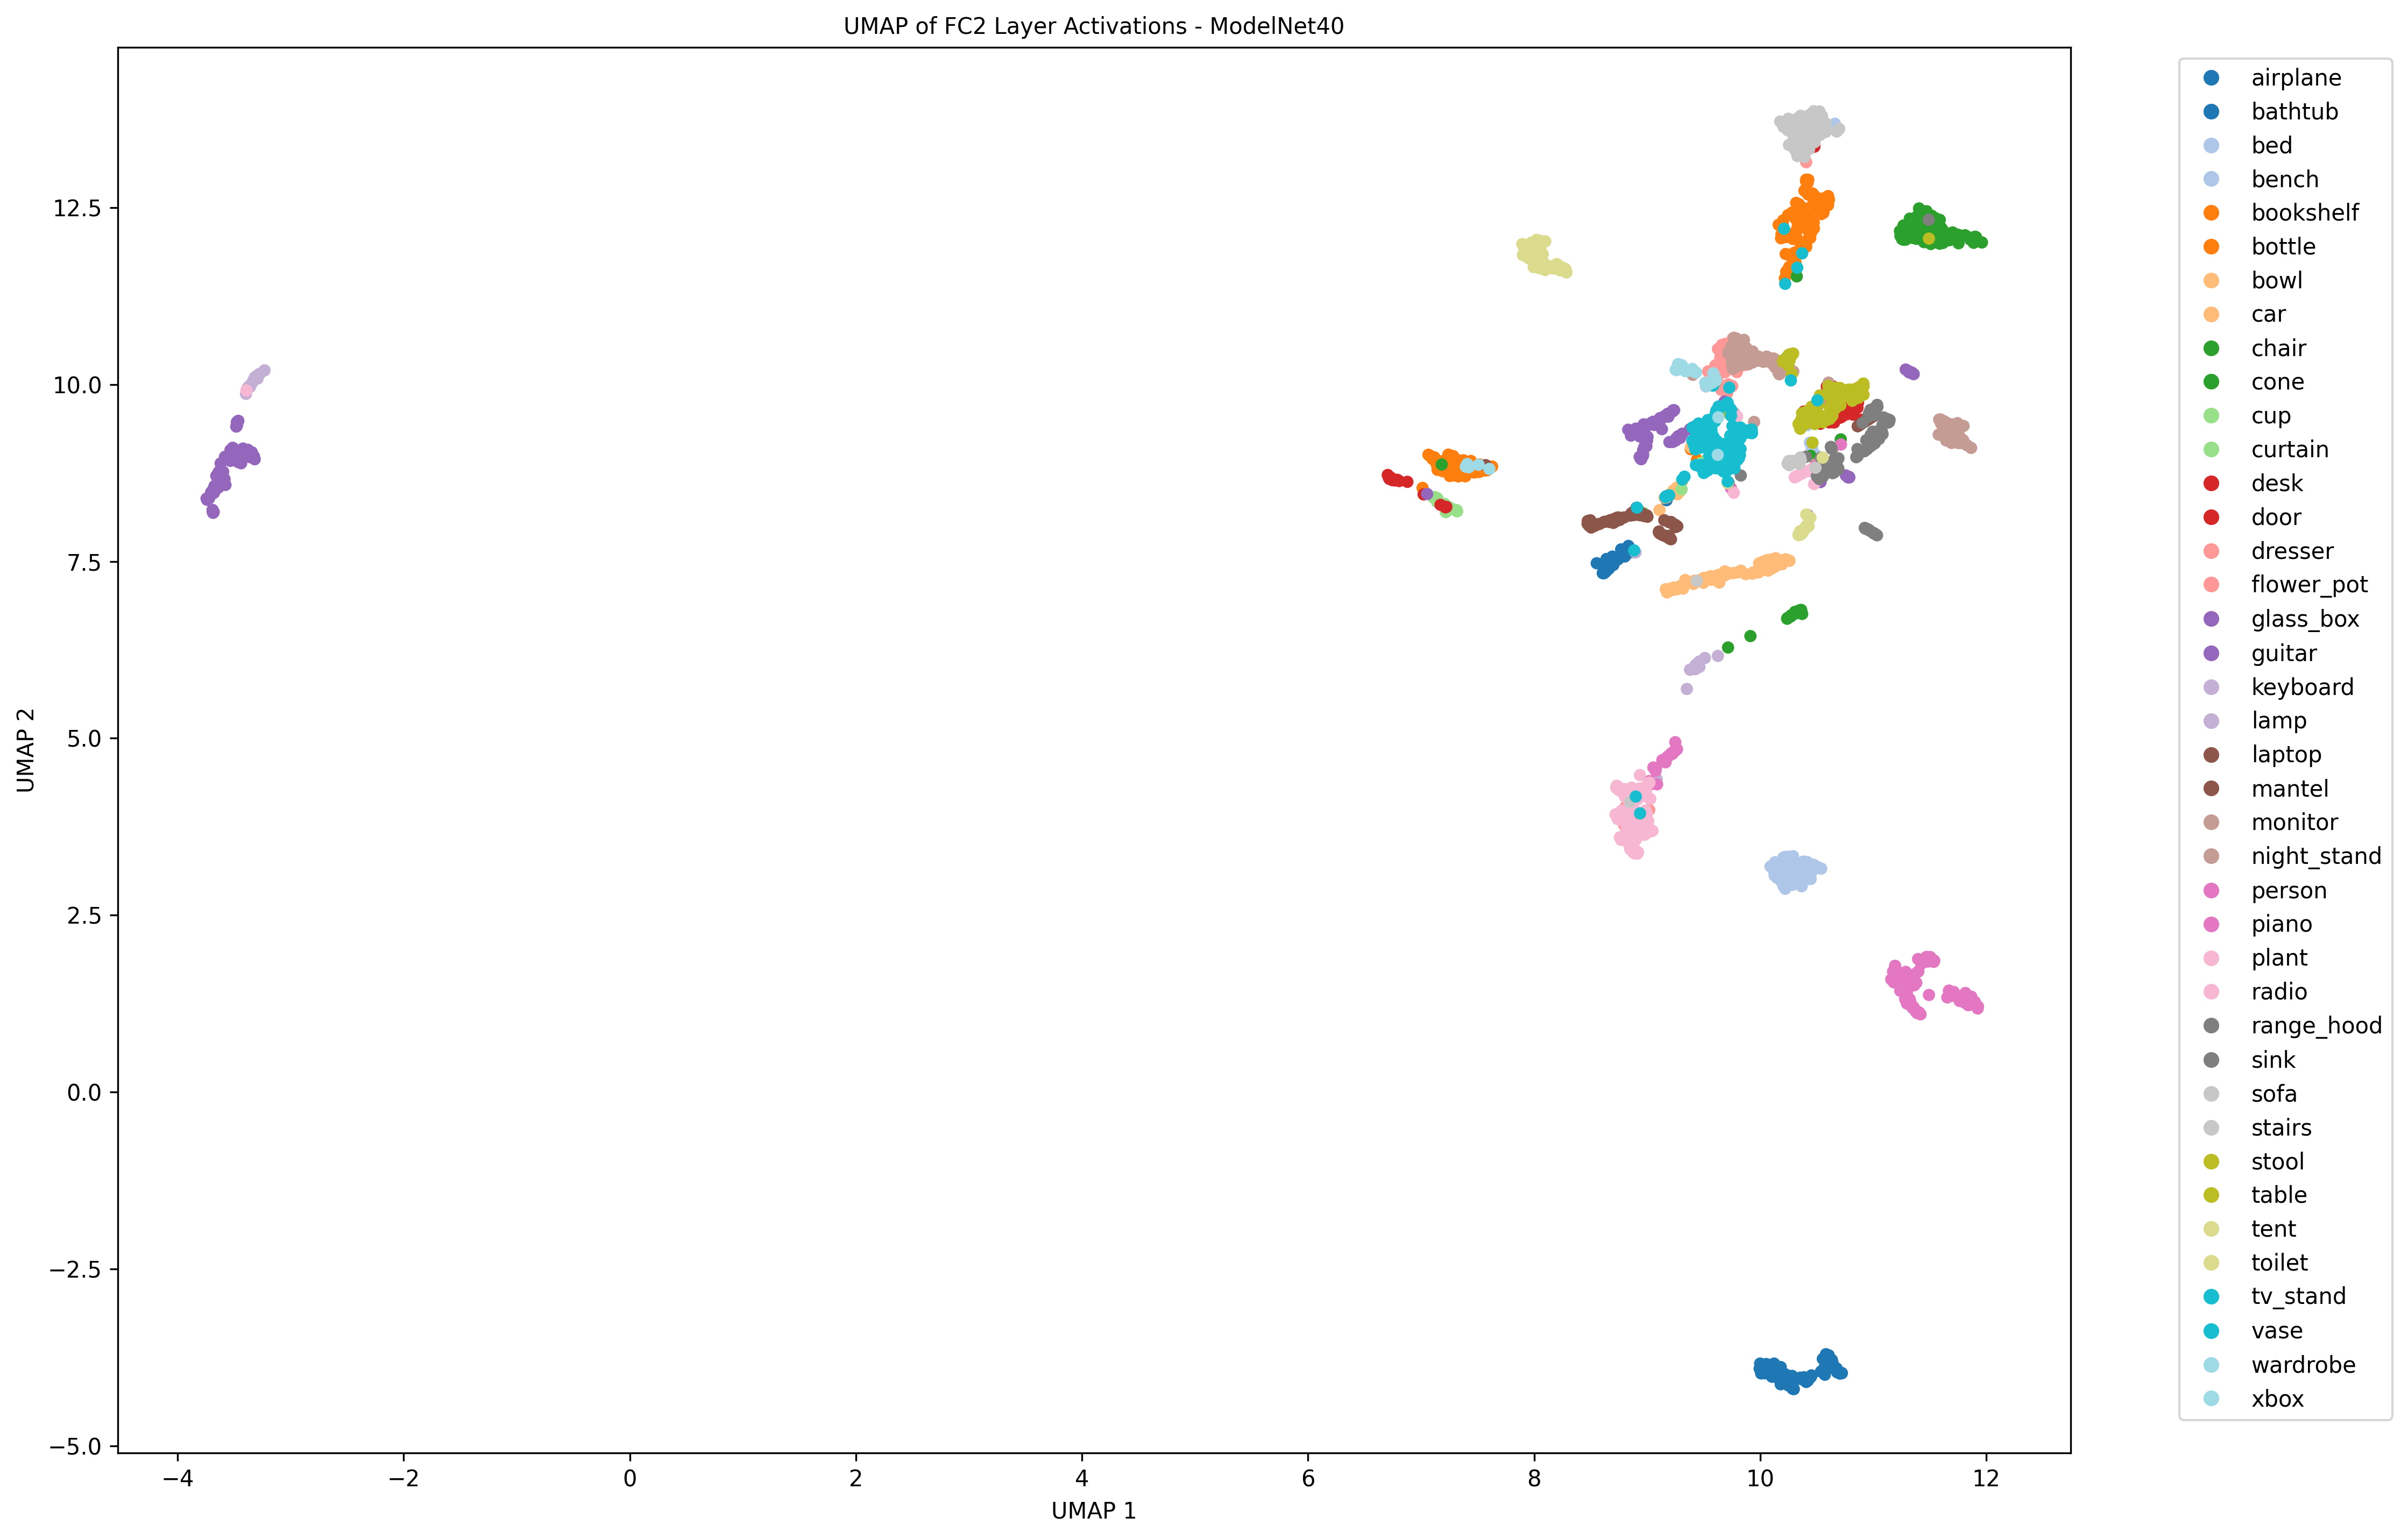 UMAP of FC2 Layer Activations - ModelNet40
12.5
10.0
7.5
5.0
2.5
0.0
−2.5
−5.0
UMAP 2
−4
−2
0
2
4
6
8
10
12
UMAP 1
airplane
bathtub
bed
bench
bookshelf
bottle
bowl
car
chair
cone
cup
curtain
desk
door
dresser
flower_pot
glass_box
guitar
keyboard
lamp
laptop
mantel
monitor
night_stand
person
piano
plant
radio
range_hood
sink
sofa
stairs
stool
table
tent
toilet
tv_stand
vase
wardrobe
xbox